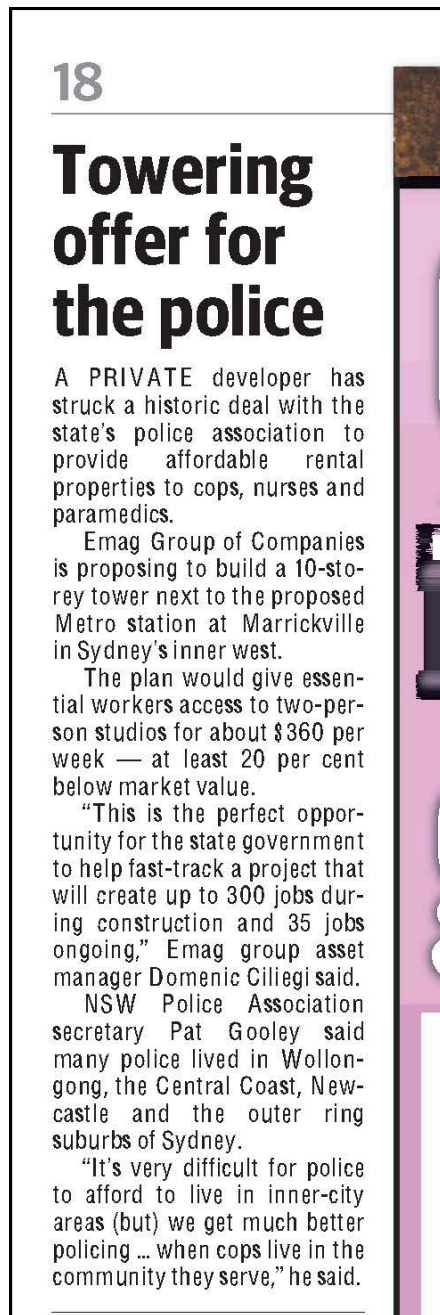 18
Towering
offer for
the police
A PRIVATE developer has
struck a historic deal with the
state's police association to
provide affordable rental
properties to cops, nurses and
paramedics.
Emag Group of Companies
is proposing to build a 10-sto-
rey tower next to the proposed
Metro station at Marrickville
in Sydney's inner west.
The plan would give essen-
tial workers access to two-per-
son studios for about $360 per
week — at least 20 per cent
below market value.
"This is the perfect oppor-
tunity for the state government
to help fast-track a project that
will create up to 300 jobs dur-
ing construction and 35 jobs
ongoing," Emag group asset
manager Domenic Ciliegi said.
NSW Police Association
secretary Pat Gooley said
many police lived in Wollon-
gong, the Central Coast, New-
castle and the outer ring
suburbs of Sydney.
"It's very difficult for police
to afford to live in inner-city
areas (but) we get much better
policing ... when cops live in the
community they serve," he said.